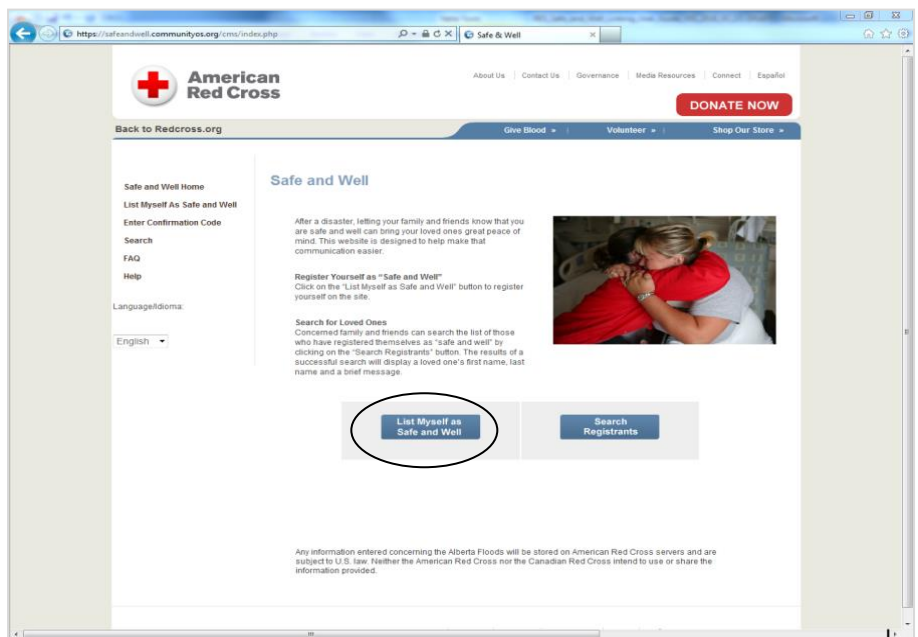 https://safeandwell.communityos.org/cms/index.php
Safe & Well
American
Red Cross
About Us | Contact Us | Governance | Media Resources | Connect | Español
DONATE NOW
Back to Redcross.org
Give Blood » | Volunteer » | Shop Our Store »
Safe and Well Home
List Myself As Safe and Well
Enter Confirmation Code
Search
FAQ
Help
Language/Idioma:
English
Safe and Well
After a disaster, letting your family and friends know that you
are safe and well can bring your loved ones great peace of
mind. This website is designed to help make that
communication easier.
Register Yourself as "Safe and Well"
Click on the "List Myself as Safe and Well" button to register
yourself on the site.
Search for Loved Ones
Concerned family and friends can search the list of those
who have registered themselves as "safe and well" by
clicking on the "Search Registrants" button. The results of a
successful search will display a loved one's first name, last
name and a brief message.
List Myself as
Safe and Well
Search
Registrants
Any information entered concerning the Alberta Floods will be stored on American Red Cross servers and are
subject to U.S. law. Neither the American Red Cross nor the Canadian Red Cross intend to use or share the
information provided.